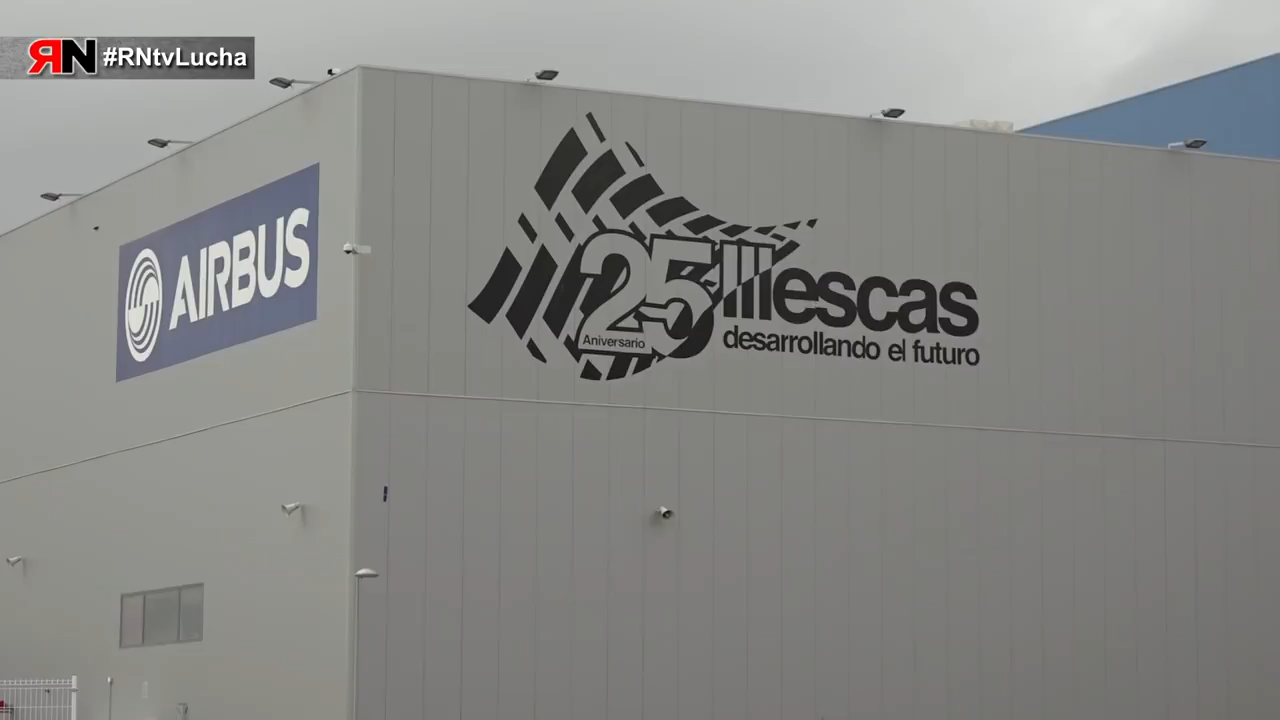 RN #RNtvLucha
AIRBUS
25 Illescas
Aniversario
desarrollando el futuro